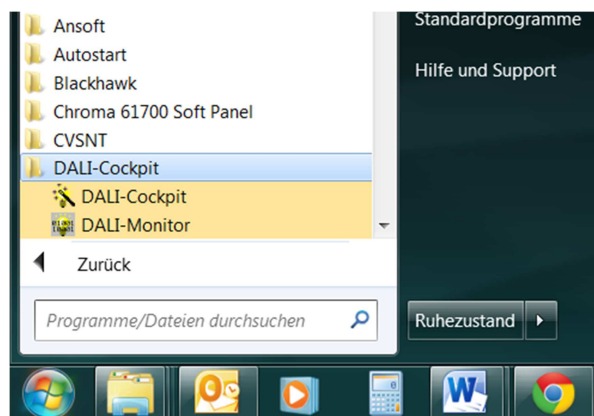 Ansoft
Autostart
Blackhawk
Chroma 61700 Soft Panel
CVSNT
DALI-Cockpit
DALI-Cockpit
DALI-Monitor
Zurück
Programme/Dateien durchsuchen
Standardprogramme
Hilfe und Support
Ruhezustand